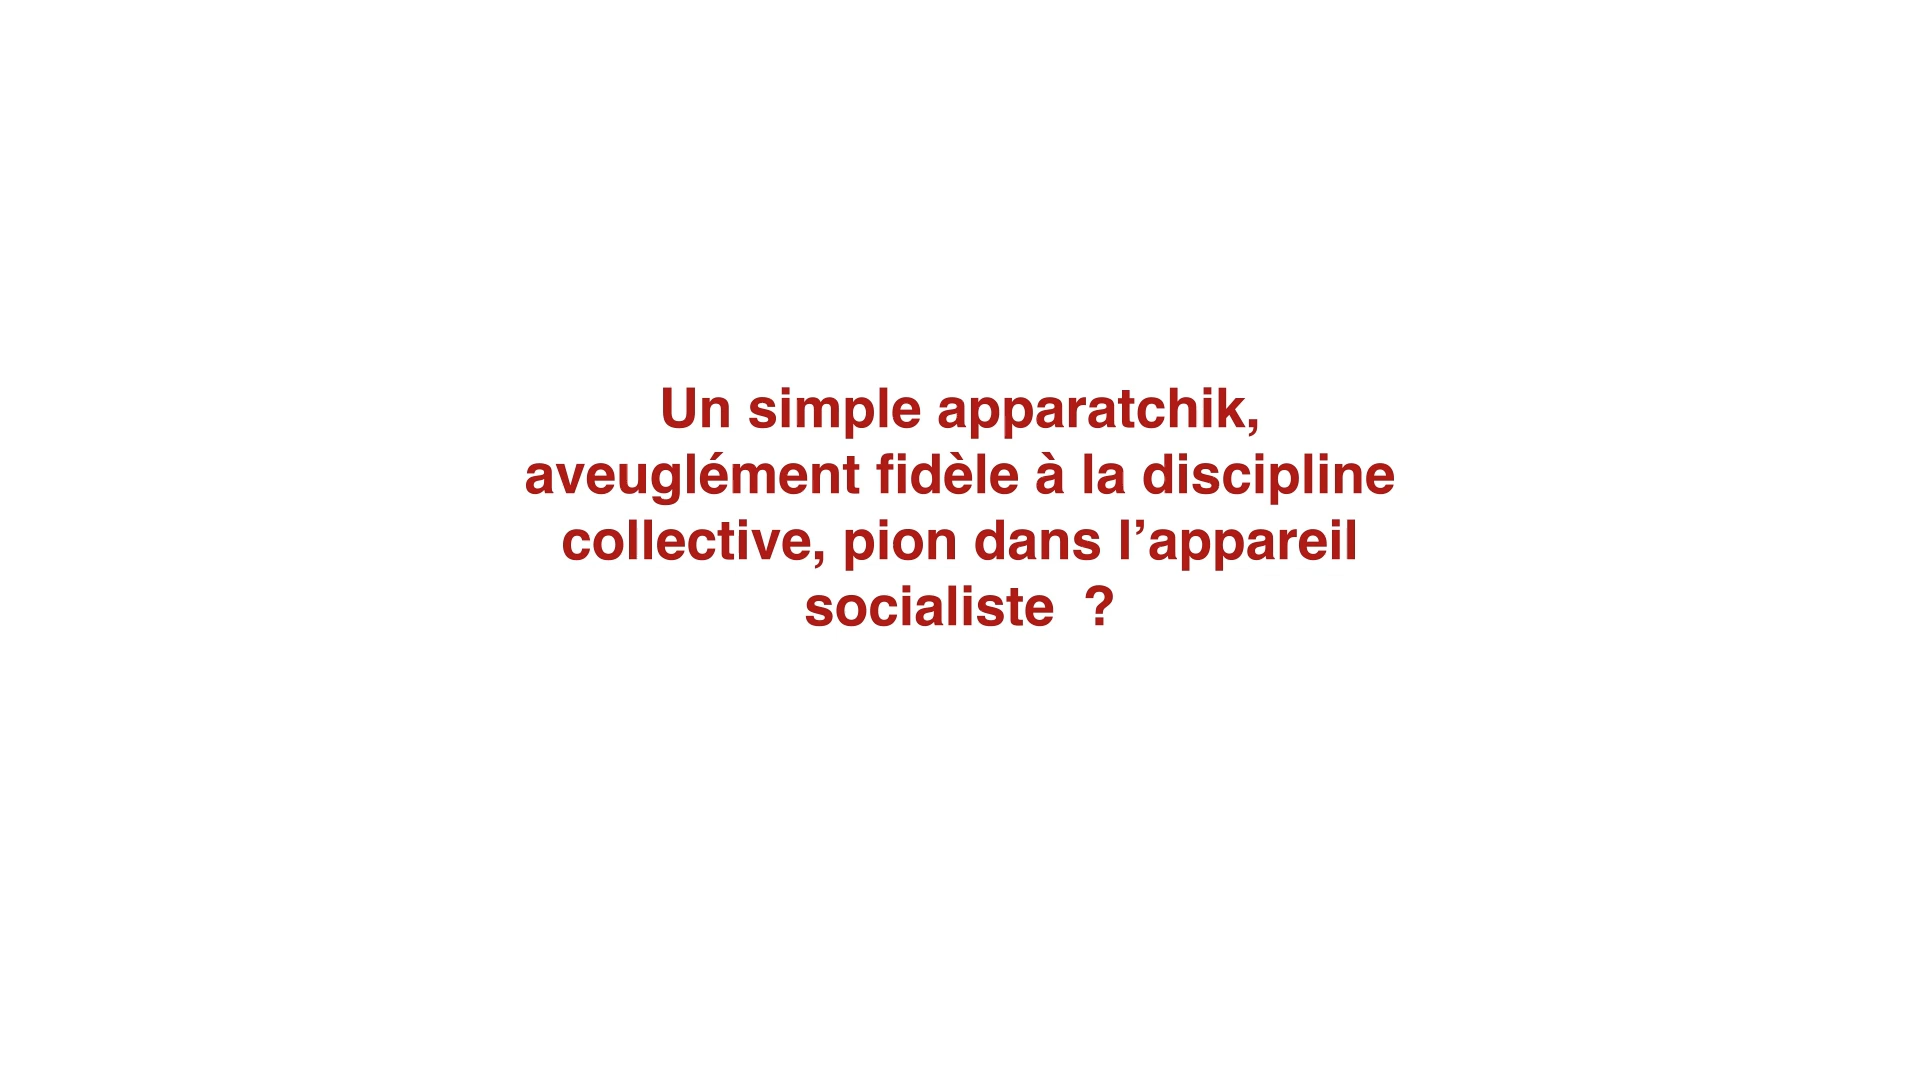 Un simple apparatchik,
aveuglément fidèle à la discipline
collective, pion dans l’appareil
socialiste  ?